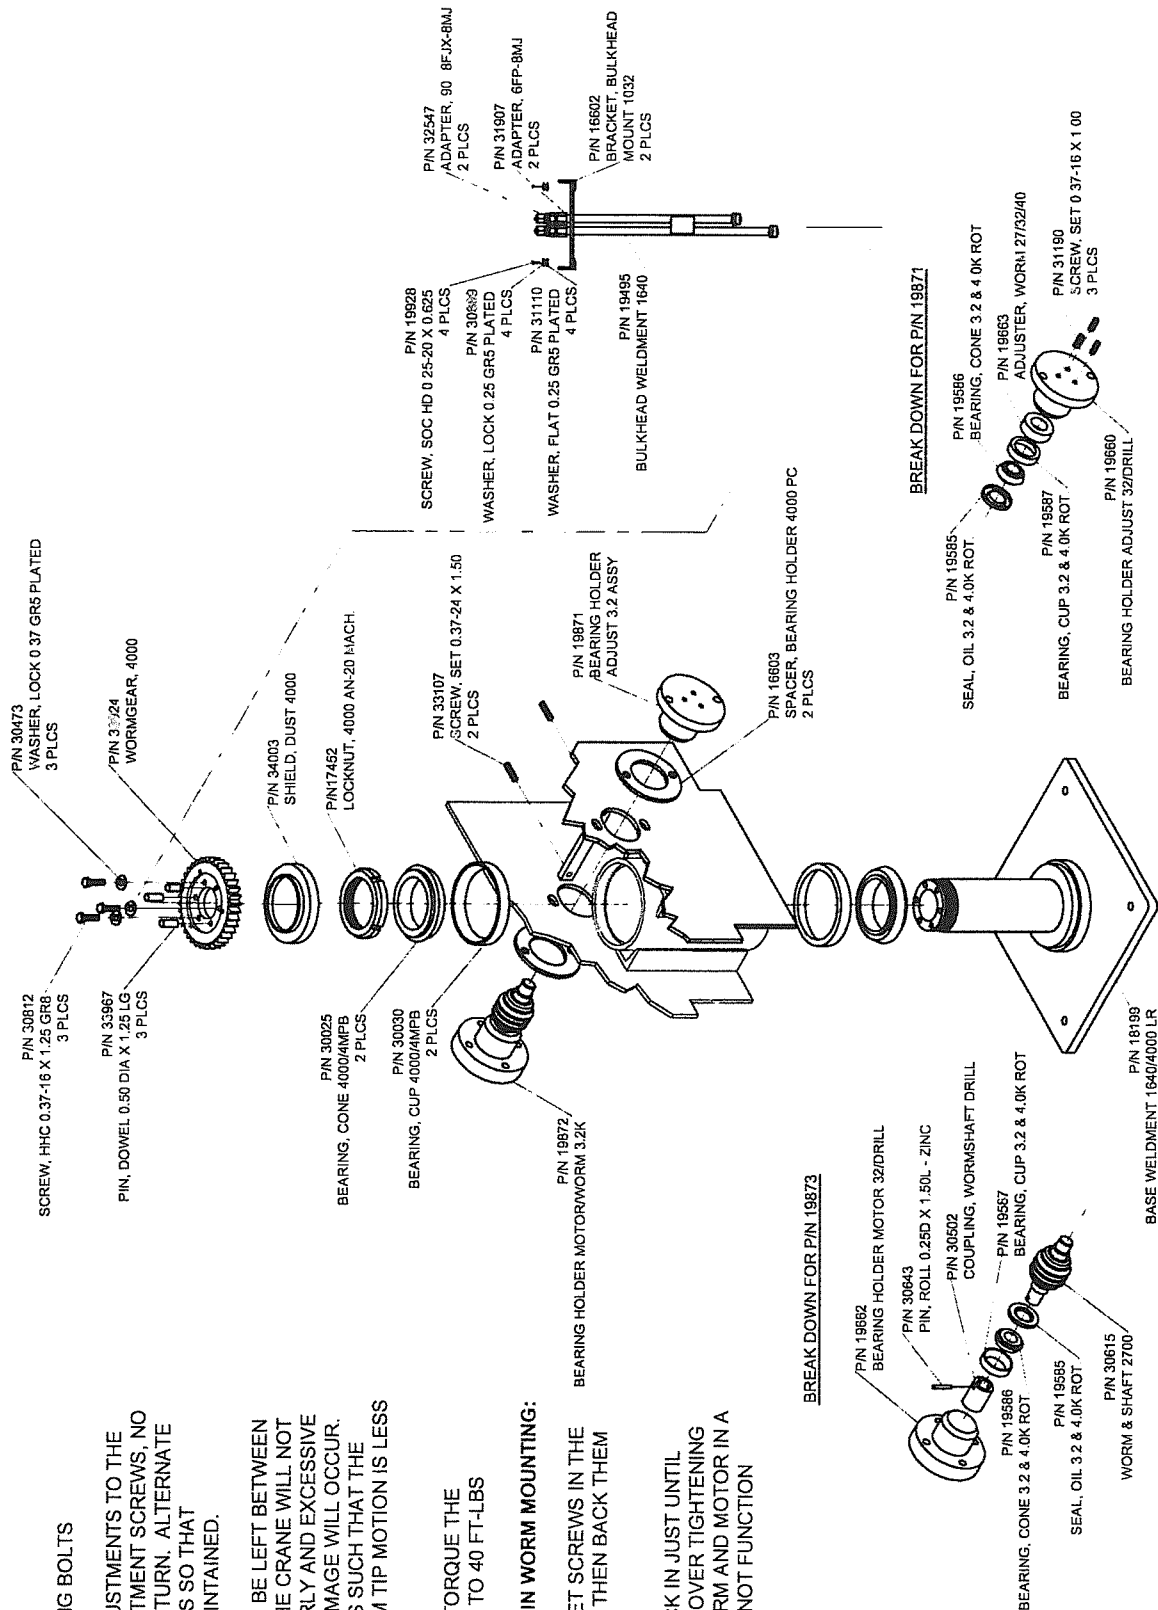 NG BOLTS
USTMENTS TO THE
TMENT SCREWS, NO
TURN. ALTERNATE
S SO THAT
INTAINED.
BE LEFT BETWEEN
HE CRANE WILL NOT
RLY AND EXCESSIVE
MAGE WILL OCCUR.
S SUCH THAT THE
M TIP MOTION IS LESS
TORQUE THE
TO 40 FT-LBS
IN WORM MOUNTING:
ET SCREWS IN THE
THEN BACK THEM
CK IN JUST UNTIL
OVER TIGHTENING
RM AND MOTOR IN A
NOT FUNCTION
P/N 30812
SCREW, HHC 0.37-16 X 1.25 GR8
3 PLCS
P/N 33967
PIN, DOWEL 0.50 DIA X 1.25 LG
3 PLCS
P/N 30473
WASHER, LOCK 0 37 GR5 PLATED
3 PLCS
P/N
WORMGEAR, 4000
P/N 34003
SHIELD, DUST 4000
P/N17452
LOCKNUT, 4000 AN-20 MACH.
P/N 30025
BEARING, CONE 4000/4MPB
2 PLCS
P/N 30030
BEARING, CUP 4000/4MPB
2 PLCS
P/N 33107
SCREW, SET 0.37-24 X 1.50
2 PLCS
P/N 19871
BEARING HOLDER
ADJUST 3.2 ASSY
P/N 16603
SPACER, BEARING HOLDER 4000 PC
2 PLCS
P/N 19872
BEARING HOLDER MOTOR/WORM 3.2K
P/N 18199
BASE WELDMENT 1640/4000 LR
P/N 19928
SCREW, SOC HD 0 25-20 X 0.625
4 PLCS
P/N
WASHER, LOCK 0.25 GR5 PLATED
4 PLCS
P/N 31110
WASHER, FLAT 0.25 GR5 PLATED
4 PLCS
P/N 19495
BULKHEAD WELDMENT 1640
P/N 32547
ADAPTER, 90 8FJX-8MJ
2 PLCS
P/N 31907
ADAPTER, 6FP-8MJ
2 PLCS
P/N 16602
BRACKET, BULKHEAD
MOUNT 1032
2 PLCS
BREAK DOWN FOR P/N 19873
P/N 19662
BEARING HOLDER MOTOR 32/DRILL
P/N 30643
PIN, ROLL 0.25D X 1.50L - ZINC
P/N 30502
COUPLING, WORMSHAFT DRILL
P/N 19587
BEARING, CUP 3.2 & 4.0K ROT
P/N 19586
BEARING, CONE 3.2 & 4.0K ROT
P/N 19585
SEAL, OIL 3.2 & 4.0K ROT
P/N 30615
WORM & SHAFT 2700
BREAK DOWN FOR P/N 19871
P/N 19585
SEAL, OIL 3.2 & 4.0K ROT.
P/N 19586
BEARING, CONE 3.2 & 4 0K ROT
P/N 19587
BEARING, CUP 3.2 & 4.0K ROT
P/N 19663
ADJUSTER, WORM 27/32/40
P/N 19660
BEARING HOLDER ADJUST 32/DRILL
P/N 31190
SCREW, SET 0 37-16 X 1 00
3 PLCS